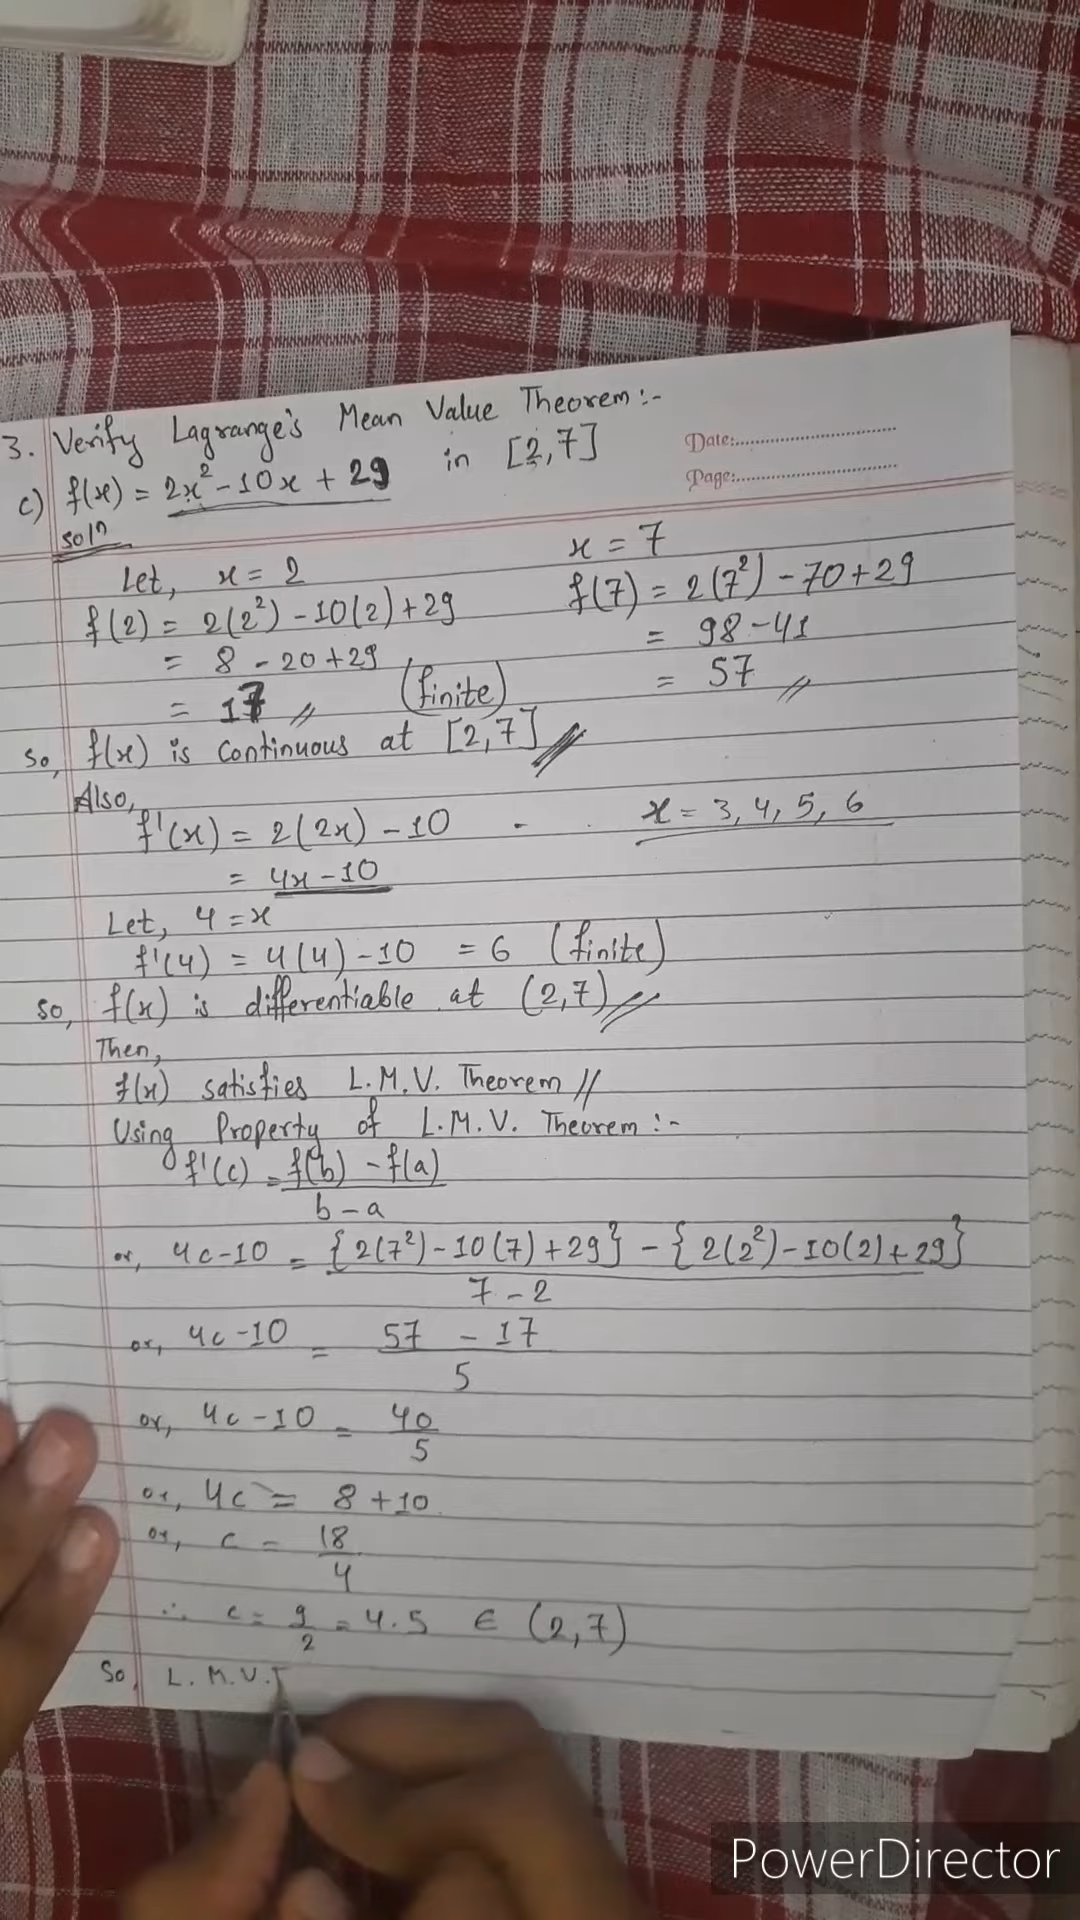 3. Verify Lagrange's Mean Value Theorem :-
c) f(x) = 2x² - 10x + 29 in [2,7]
Date:
Page:
solⁿ
Let, x = 2
f(2) = 2(2²) - 10(2) + 29
= 8 - 20 + 29
= 17 // (finite)
x = 7
f(7) = 2(7²) - 70 + 29
= 98 - 41
= 57 //
So, f(x) is continuous at [2,7] //
Also,
f'(x) = 2(2x) - 10
= 4x - 10
x = 3, 4, 5, 6
Let, 4 = x
f'(4) = 4(4) - 10 = 6 (finite)
So, f(x) is differentiable at (2,7) //
Then,
f(x) satisfies L.M.V. Theorem //
Using Property of L.M.V. Theorem :-
f'(c) = f(b) - f(a)
b - a
or, 4c - 10 = {2(7²) - 10(7) + 29} - {2(2²) - 10(2) + 29}
7 - 2
or, 4c - 10 = 57 - 17
5
or, 4c - 10 = 40
5
or, 4c = 8 + 10
or, c = 18
4
∴ c = 9 = 4.5 ∈ (2,7)
2
So, L.M.V.T
PowerDirector